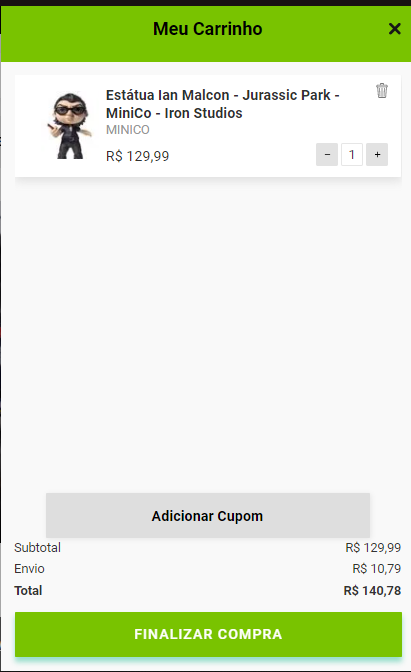 Meu Carrinho ×
Estátua Ian Malcon - Jurassic Park -
MiniCo - Iron Studios
MINICO
R$ 129,99 − 1 +
Adicionar Cupom
Subtotal R$ 129,99
Envio R$ 10,79
Total R$ 140,78
FINALIZAR COMPRA